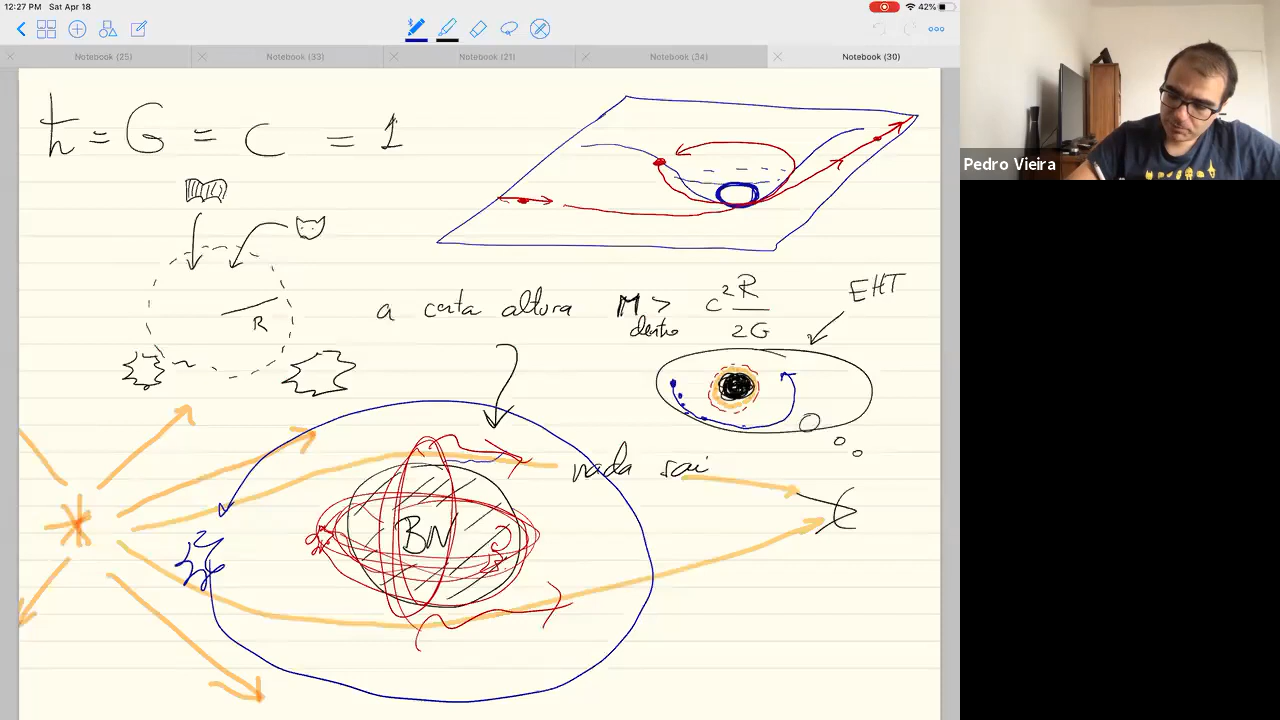 12:27 PM Sat Apr 18
42%
Notebook (25)
Notebook (33)
Notebook (21)
Notebook (34)
Notebook (30)
Pedro Vieira
ħ = G = c = 1
R
a certa altura M dentro > c² R / 2G
EHT
nada sai
BN